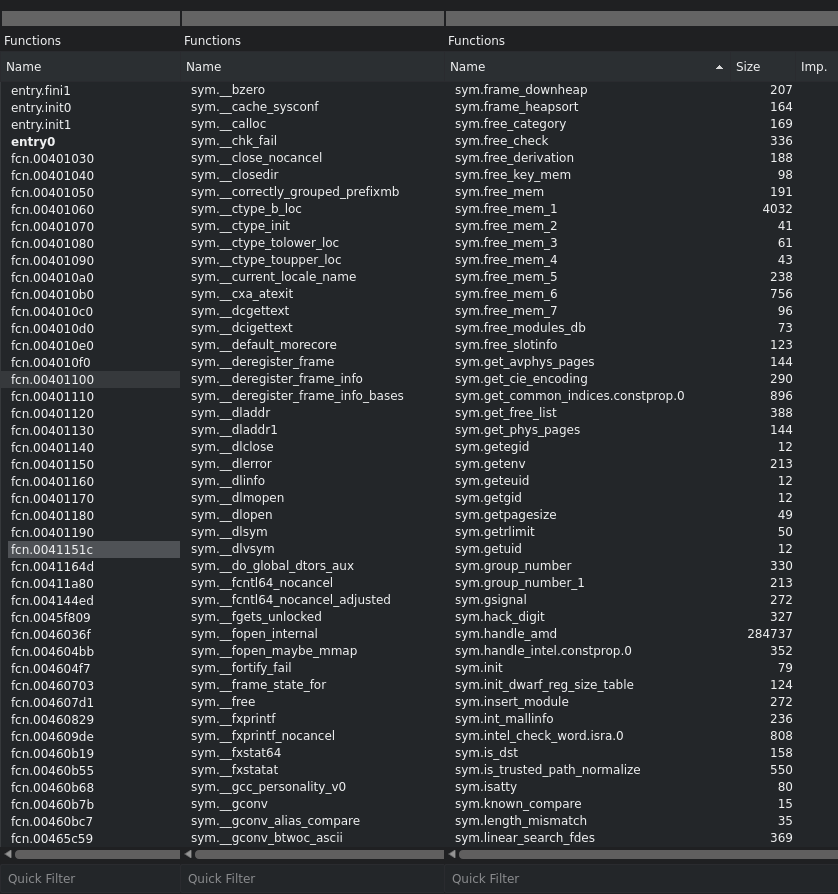 Functions
Name
entry.fini1
entry.init0
entry.init1
entry0
fcn.00401030
fcn.00401040
fcn.00401050
fcn.00401060
fcn.00401070
fcn.00401080
fcn.00401090
fcn.004010a0
fcn.004010b0
fcn.004010c0
fcn.004010d0
fcn.004010e0
fcn.004010f0
fcn.00401100
fcn.00401110
fcn.00401120
fcn.00401130
fcn.00401140
fcn.00401150
fcn.00401160
fcn.00401170
fcn.00401180
fcn.00401190
fcn.0041151c
fcn.0041164d
fcn.00411a80
fcn.004144ed
fcn.0045f809
fcn.0046036f
fcn.004604bb
fcn.004604f7
fcn.00460703
fcn.004607d1
fcn.00460829
fcn.004609de
fcn.00460b19
fcn.00460b55
fcn.00460b68
fcn.00460b7b
fcn.00460bc7
fcn.00465c59
Quick Filter
Functions
Name
sym.__bzero
sym.__cache_sysconf
sym.__calloc
sym.__chk_fail
sym.__close_nocancel
sym.__closedir
sym.__correctly_grouped_prefixmb
sym.__ctype_b_loc
sym.__ctype_init
sym.__ctype_tolower_loc
sym.__ctype_toupper_loc
sym.__current_locale_name
sym.__cxa_atexit
sym.__dcgettext
sym.__dcigettext
sym.__default_morecore
sym.__deregister_frame
sym.__deregister_frame_info
sym.__deregister_frame_info_bases
sym.__dladdr
sym.__dladdr1
sym.__dlclose
sym.__dlerror
sym.__dlinfo
sym.__dlmopen
sym.__dlopen
sym.__dlsym
sym.__dlvsym
sym.__do_global_dtors_aux
sym.__fcntl64_nocancel
sym.__fcntl64_nocancel_adjusted
sym.__fgets_unlocked
sym.__fopen_internal
sym.__fopen_maybe_mmap
sym.__fortify_fail
sym.__frame_state_for
sym.__free
sym.__fxprintf
sym.__fxprintf_nocancel
sym.__fxstat64
sym.__fxstatat
sym.__gcc_personality_v0
sym.__gconv
sym.__gconv_alias_compare
sym.__gconv_btwoc_ascii
Quick Filter
Functions
Name Size Imp.
sym.frame_downheap 207
sym.frame_heapsort 164
sym.free_category 169
sym.free_check 336
sym.free_derivation 188
sym.free_key_mem 98
sym.free_mem 191
sym.free_mem_1 4032
sym.free_mem_2 41
sym.free_mem_3 61
sym.free_mem_4 43
sym.free_mem_5 238
sym.free_mem_6 756
sym.free_mem_7 96
sym.free_modules_db 73
sym.free_slotinfo 123
sym.get_avphys_pages 144
sym.get_cie_encoding 290
sym.get_common_indices.constprop.0 896
sym.get_free_list 388
sym.get_phys_pages 144
sym.getegid 12
sym.getenv 213
sym.geteuid 12
sym.getgid 12
sym.getpagesize 49
sym.getrlimit 50
sym.getuid 12
sym.group_number 330
sym.group_number_1 213
sym.gsignal 272
sym.hack_digit 327
sym.handle_amd 284737
sym.handle_intel.constprop.0 352
sym.init 79
sym.init_dwarf_reg_size_table 124
sym.insert_module 272
sym.int_mallinfo 236
sym.intel_check_word.isra.0 808
sym.is_dst 158
sym.is_trusted_path_normalize 550
sym.isatty 80
sym.known_compare 15
sym.length_mismatch 35
sym.linear_search_fdes 369
Quick Filter